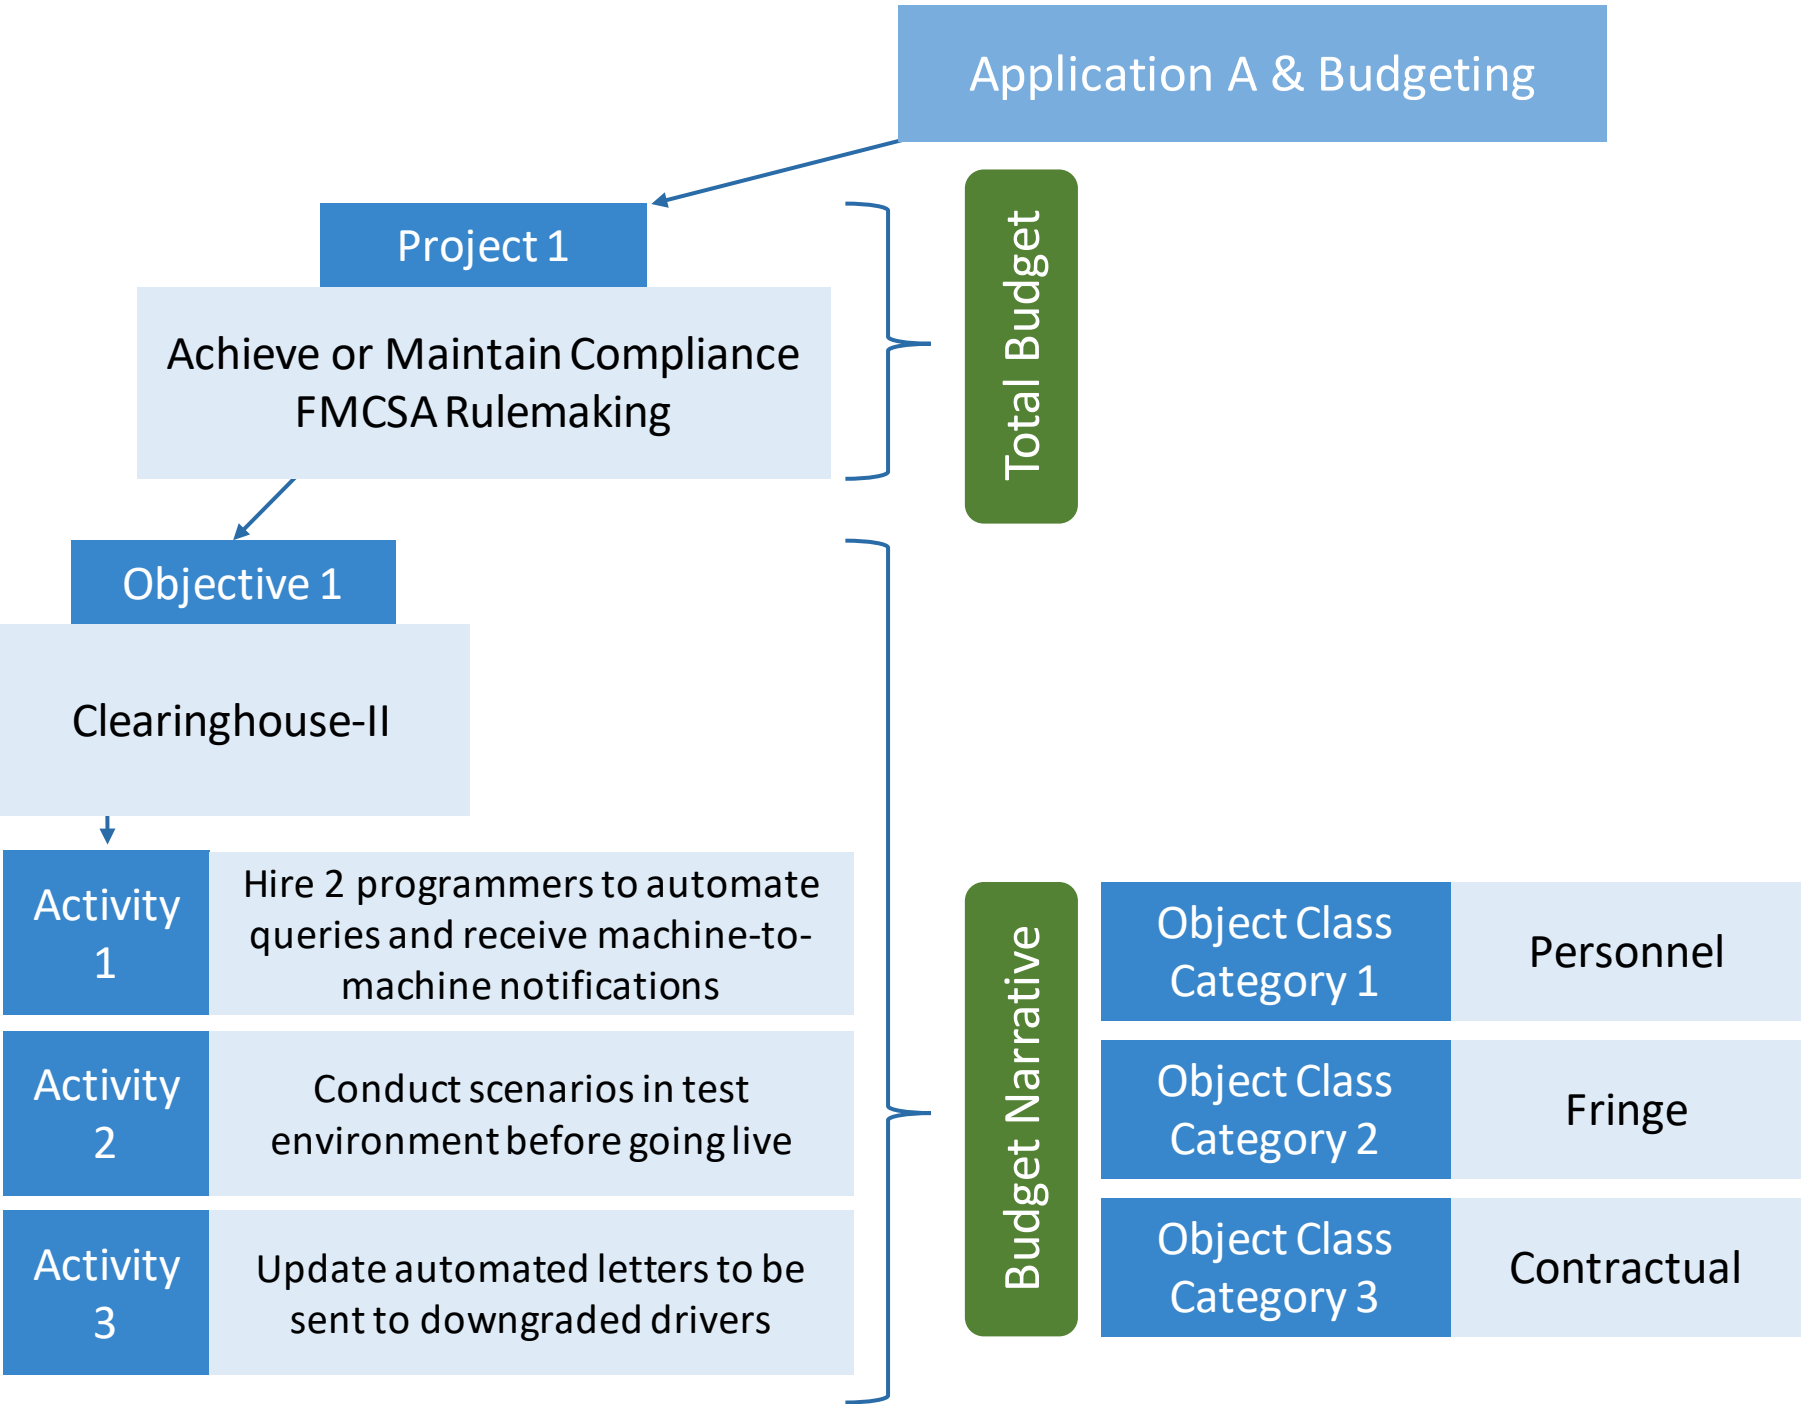 Application A & Budgeting
Project 1
Achieve or Maintain Compliance
FMCSA Rulemaking
Total Budget
Objective 1
Clearinghouse-II
Activity
1
Hire 2 programmers to automate
queries and receive machine-to-
machine notifications
Activity
2
Conduct scenarios in test
environment before going live
Activity
3
Update automated letters to be
sent to downgraded drivers
Budget Narrative
Object Class
Category 1
Personnel
Object Class
Category 2
Fringe
Object Class
Category 3
Contractual